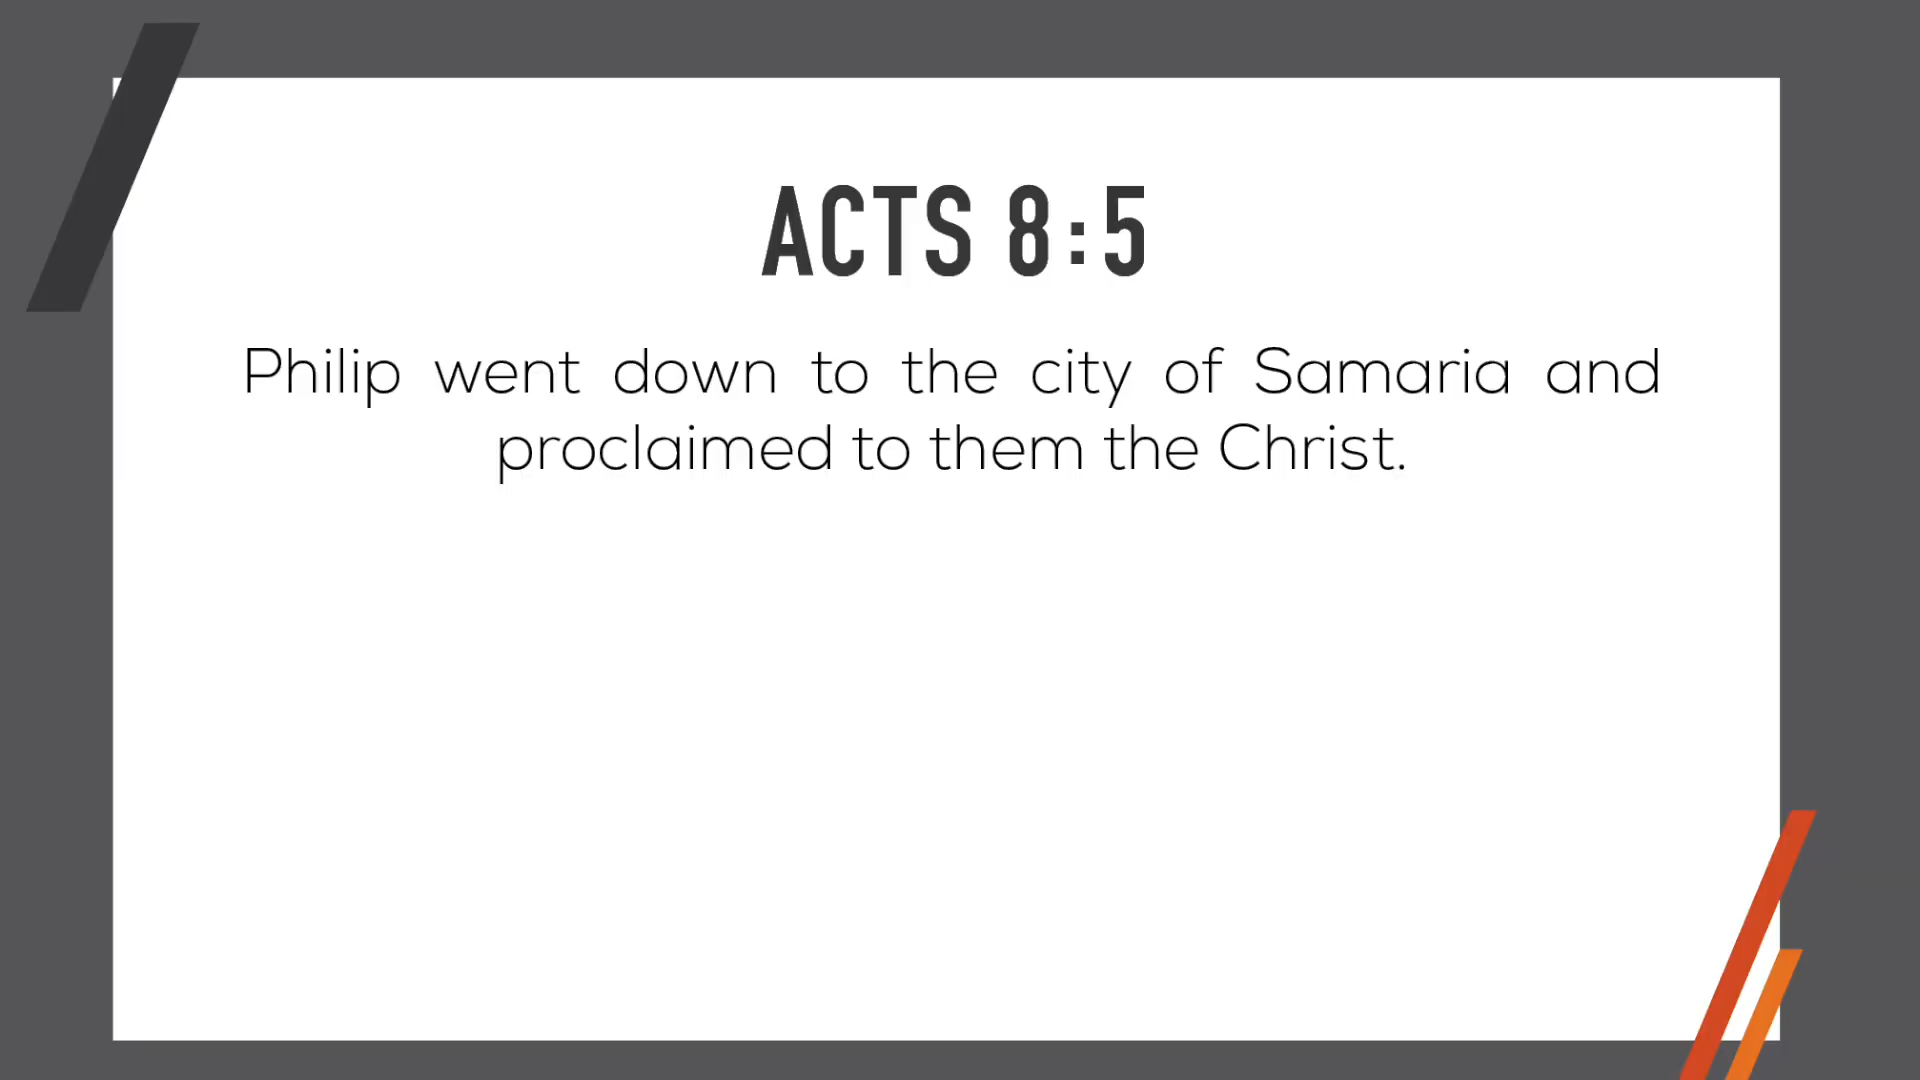 ACTS 8:5
Philip went down to the city of Samaria and
proclaimed to them the Christ.